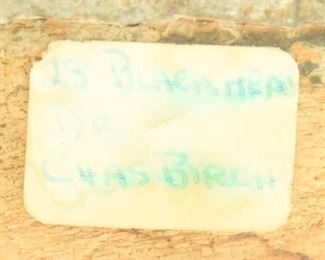 23 BLACKHEAD
DR.
CHAS BIRCH